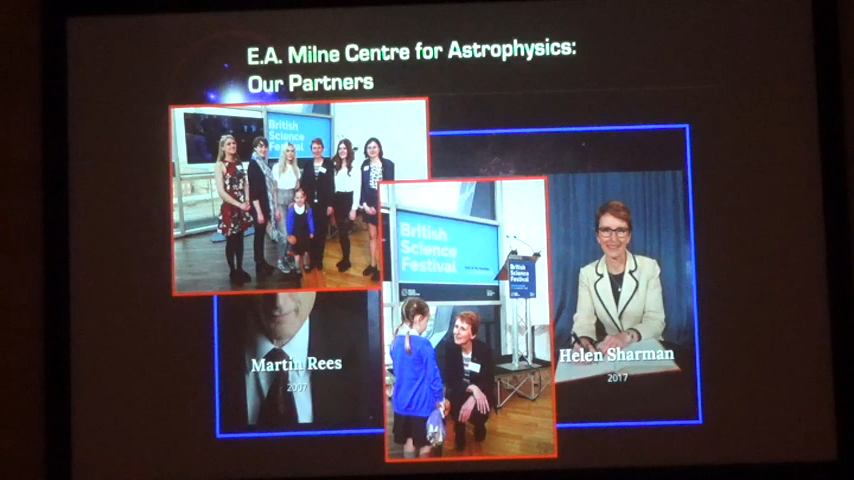 E.A. Milne Centre for Astrophysics:
Our Partners
British
Science
Festival
British
Science
Festival
British
Science
Festival
Martin Rees
2007
Helen Sharman
2017